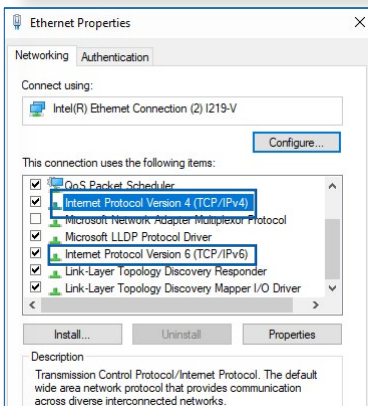 Ethernet Properties
Networking Authentication
Connect using:
Intel(R) Ethernet Connection (2) I219-V
Configure...
This connection uses the following items:
QoS Packet Scheduler
Internet Protocol Version 4 (TCP/IPv4)
Microsoft Network Adapter Multiplexor Protocol
Microsoft LLDP Protocol Driver
Internet Protocol Version 6 (TCP/IPv6)
Link-Layer Topology Discovery Responder
Link-Layer Topology Discovery Mapper I/O Driver
Install... Uninstall Properties
Description
Transmission Control Protocol/Internet Protocol. The default
wide area network protocol that provides communication
across diverse interconnected networks.